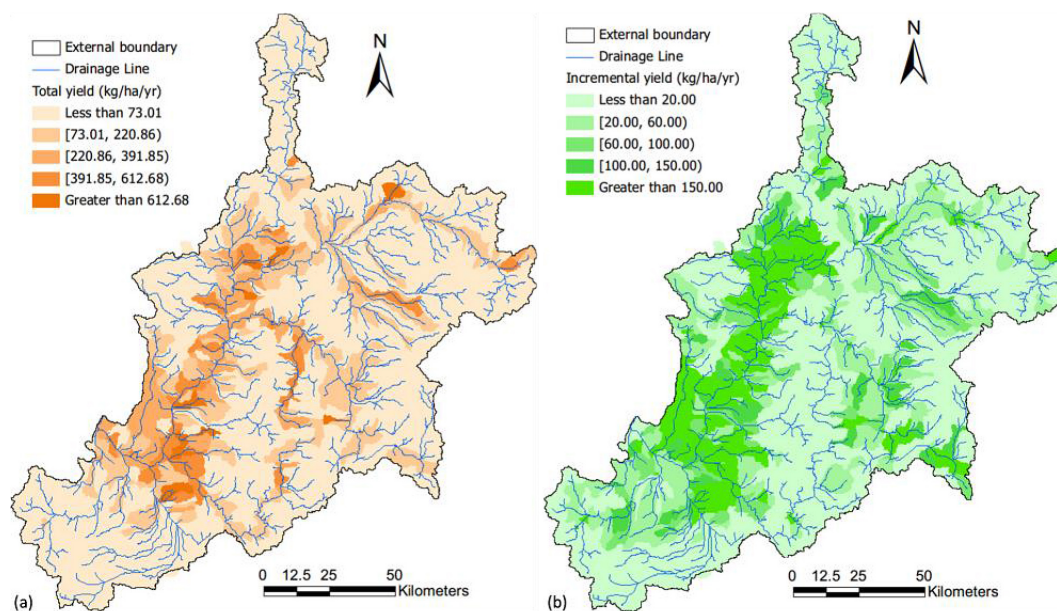 External boundary
Drainage Line
Total yield (kg/ha/yr)
Less than 73.01
[73.01, 220.86)
[220.86, 391.85)
[391.85, 612.68)
Greater than 612.68
N
0 12.5 25 50
Kilometers
(a)
External boundary
Drainage Line
Incremental yield (kg/ha/yr)
Less than 20.00
[20.00, 60.00)
[60.00, 100.00)
[100.00, 150.00)
Greater than 150.00
N
0 12.5 25 50
Kilometers
(b)